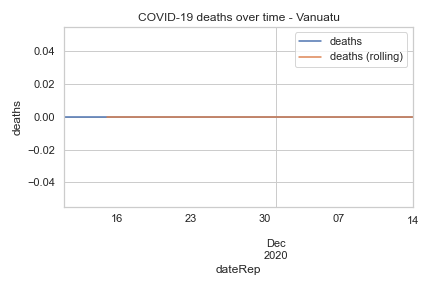 COVID-19 deaths over time - Vanuatu
deaths
deaths (rolling)
0.04
0.02
0.00
−0.02
−0.04
deaths
16
23
30
07
14
Dec
2020
dateRep